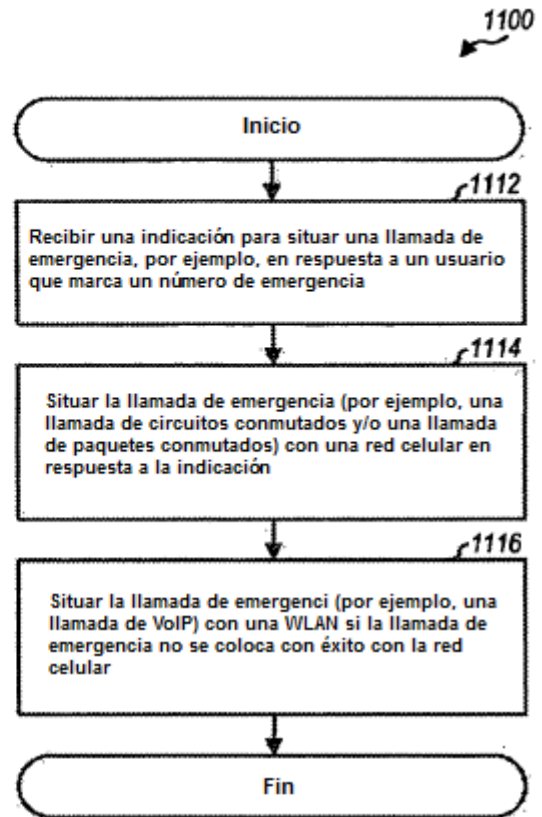 1100
Inicio
1112
Recibir una indicación para situar una llamada de
emergencia, por ejemplo, en respuesta a un usuario
que marca un número de emergencia
1114
Situar la llamada de emergencia (por ejemplo, una
llamada de circuitos conmutados y/o una llamada
de paquetes conmutados) con una red celular en
respuesta a la indicación
1116
Situar la llamada de emergenci (por ejemplo, una
llamada de VoIP) con una WLAN si la llamada de
emergencia no se coloca con éxito con la red
celular
Fin